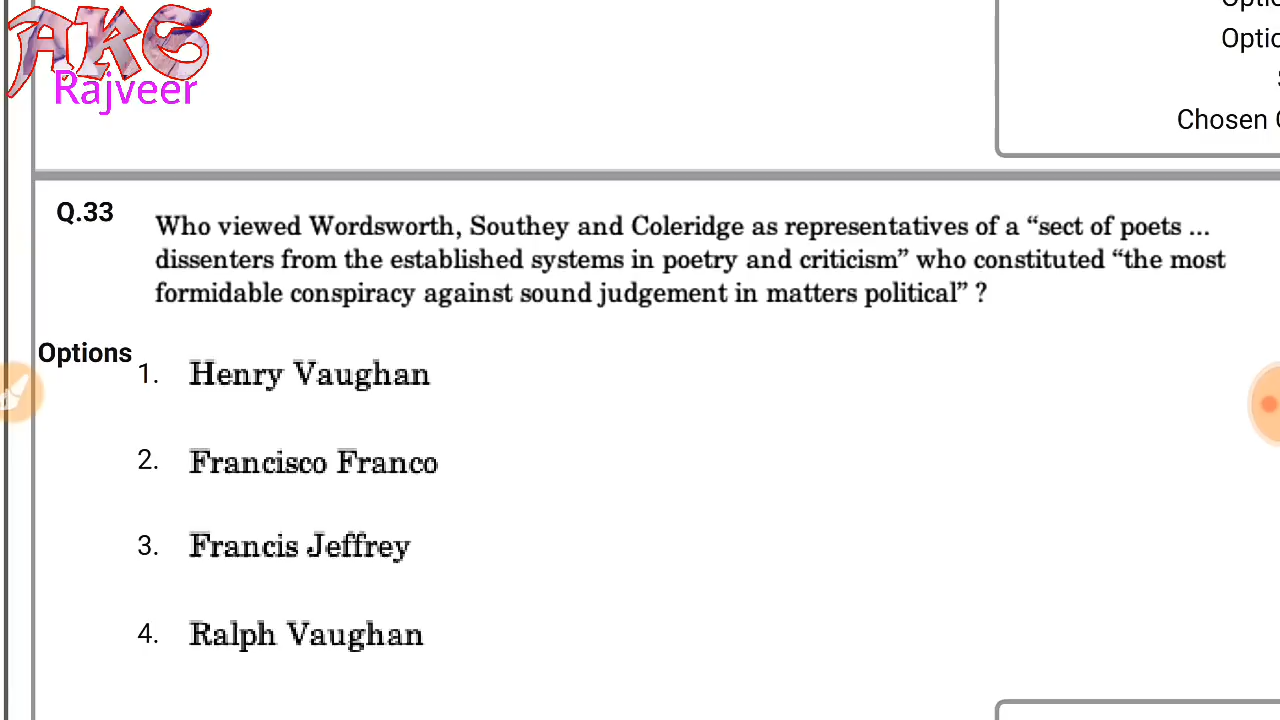 AKS
Rajveer
Optio
Chosen
Q.33
Who viewed Wordsworth, Southey and Coleridge as representatives of a “sect of poets ...
dissenters from the established systems in poetry and criticism” who constituted “the most
formidable conspiracy against sound judgement in matters political” ?
Options
1. Henry Vaughan
2. Francisco Franco
3. Francis Jeffrey
4. Ralph Vaughan